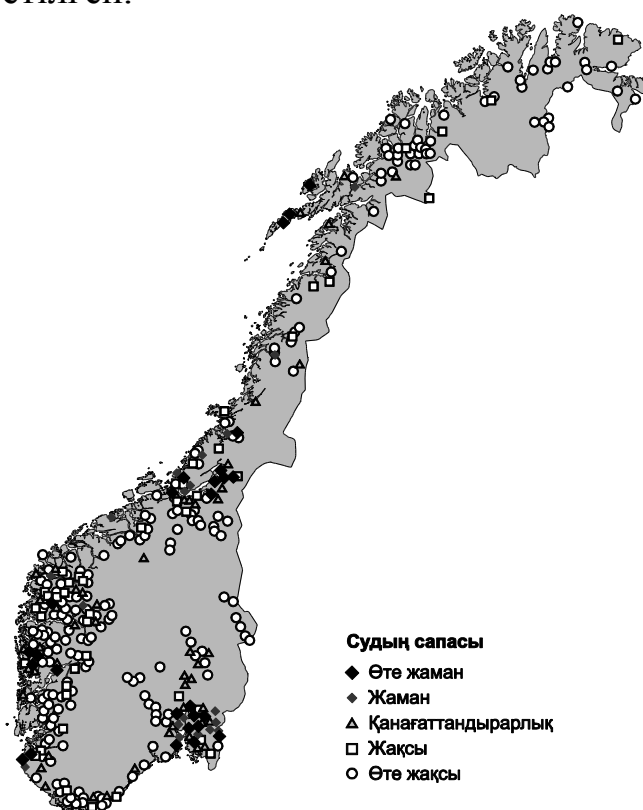 Судың сапасы
Өте жаман
Жаман
Қанағаттандырарлық
Жақсы
Өте жақсы